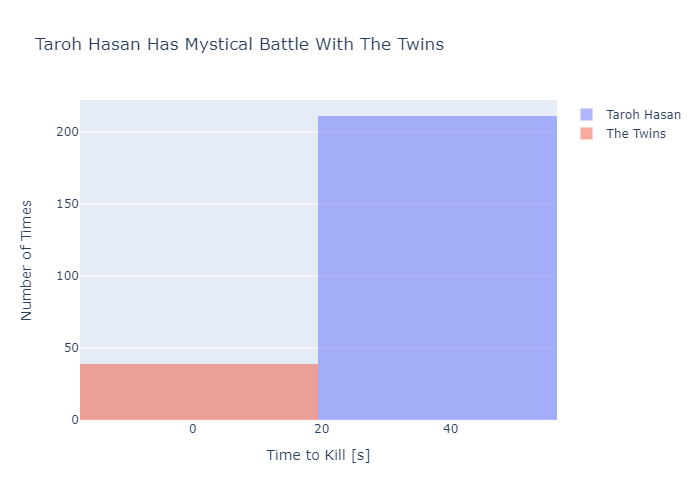 Taroh Hasan Has Mystical Battle With The Twins
Taroh Hasan
The Twins
Number of Times
200
150
100
50
0
0 20 40
Time to Kill [s]